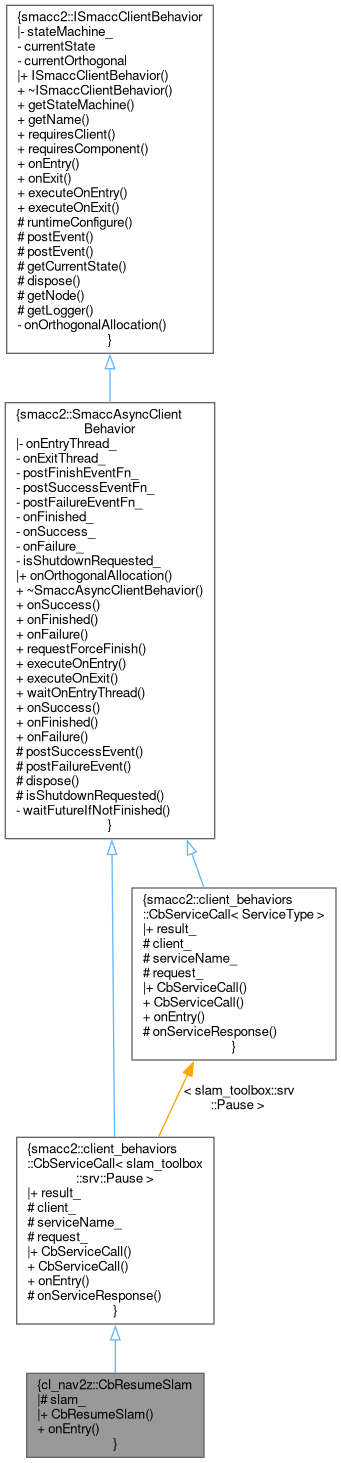 {smacc2::ISmaccClientBehavior
|- stateMachine_
- currentState
- currentOrthogonal
|+ ISmaccClientBehavior()
+ ~ISmaccClientBehavior()
+ getStateMachine()
+ getName()
+ requiresClient()
+ requiresComponent()
+ onEntry()
+ onExit()
+ executeOnEntry()
+ executeOnExit()
# runtimeConfigure()
# postEvent()
# postEvent()
# getCurrentState()
# dispose()
# getNode()
# getLogger()
- onOrthogonalAllocation()
}
{smacc2::SmaccAsyncClient
Behavior
|- onEntryThread_
- onExitThread_
- postFinishEventFn_
- postSuccessEventFn_
- postFailureEventFn_
- onFinished_
- onSuccess_
- onFailure_
- isShutdownRequested_
|+ onOrthogonalAllocation()
+ ~SmaccAsyncClientBehavior()
+ onSuccess()
+ onFinished()
+ onFailure()
+ requestForceFinish()
+ executeOnEntry()
+ executeOnExit()
+ waitOnEntryThread()
+ onSuccess()
+ onFinished()
+ onFailure()
# postSuccessEvent()
# postFailureEvent()
# dispose()
# isShutdownRequested()
- waitFutureIfNotFinished()
}
{smacc2::client_behaviors
::CbServiceCall< ServiceType >
|+ result_
# client_
# serviceName_
# request_
|+ CbServiceCall()
+ CbServiceCall()
+ onEntry()
# onServiceResponse()
}
< slam_toolbox::srv
::Pause >
{smacc2::client_behaviors
::CbServiceCall< slam_toolbox
::srv::Pause >
|+ result_
# client_
# serviceName_
# request_
|+ CbServiceCall()
+ CbServiceCall()
+ onEntry()
# onServiceResponse()
}
{cl_nav2z::CbResumeSlam
|# slam_
|+ CbResumeSlam()
+ onEntry()
}